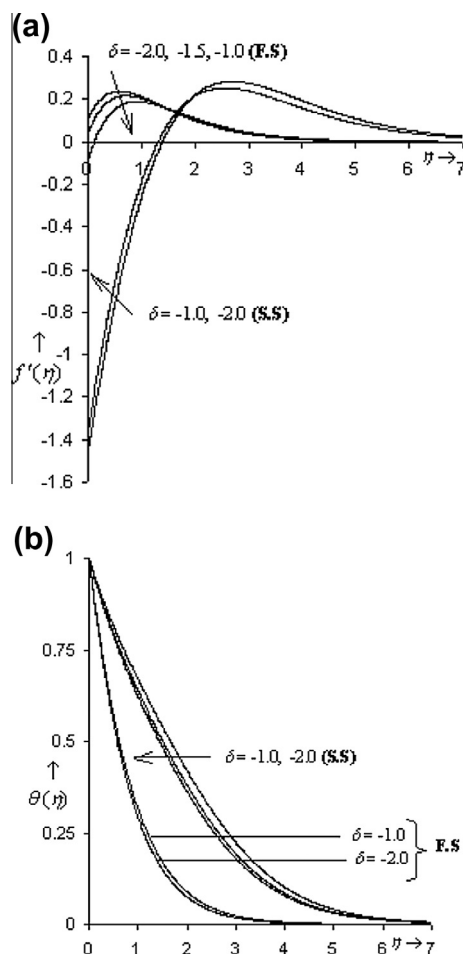 (a)
0.4
δ = -2.0, -1.5, -1.0 (F.S)
0.2
0
0 1 2 3 4 5 6 7
η →
-0.2
-0.4
-0.6
δ = -1.0, -2.0 (S.S)
-0.8
-1
↑
f'(η)
-1.2
-1.4
-1.6
(b)
1
0.75
0.5
δ = -1.0, -2.0 (S.S)
↑
θ(η)
0.25
δ = -1.0
F.S
δ = -2.0
0
0 1 2 3 4 5 6 7
η →